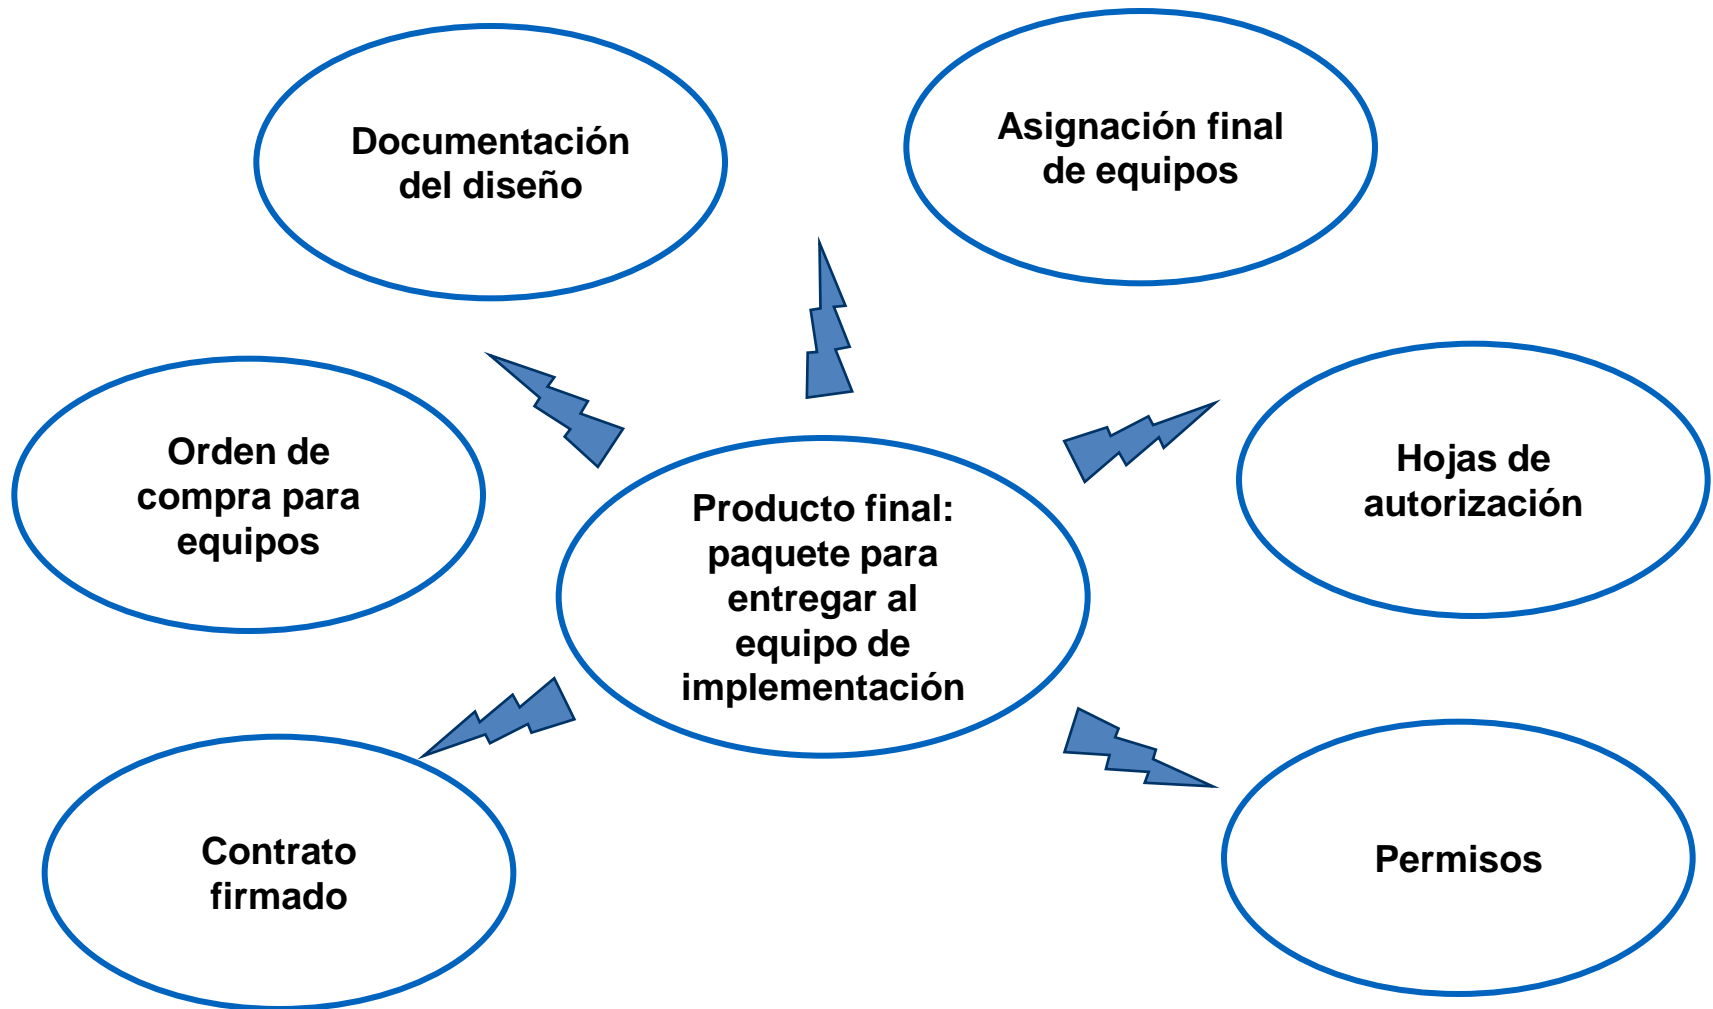 Documentación
del diseño
Asignación final
de equipos
Orden de
compra para
equipos
Producto final:
paquete para
entregar al
equipo de
implementación
Hojas de
autorización
Contrato
firmado
Permisos